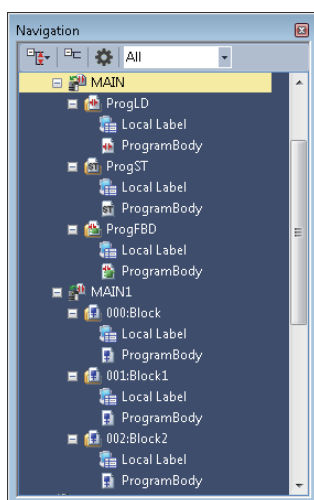 Navigation
All
MAIN
ProgLD
Local Label
ProgramBody
ProgST
Local Label
ST ProgramBody
ProgFBD
Local Label
ProgramBody
MAIN1
000:Block
Local Label
ProgramBody
001:Block1
Local Label
ProgramBody
002:Block2
Local Label
ProgramBody